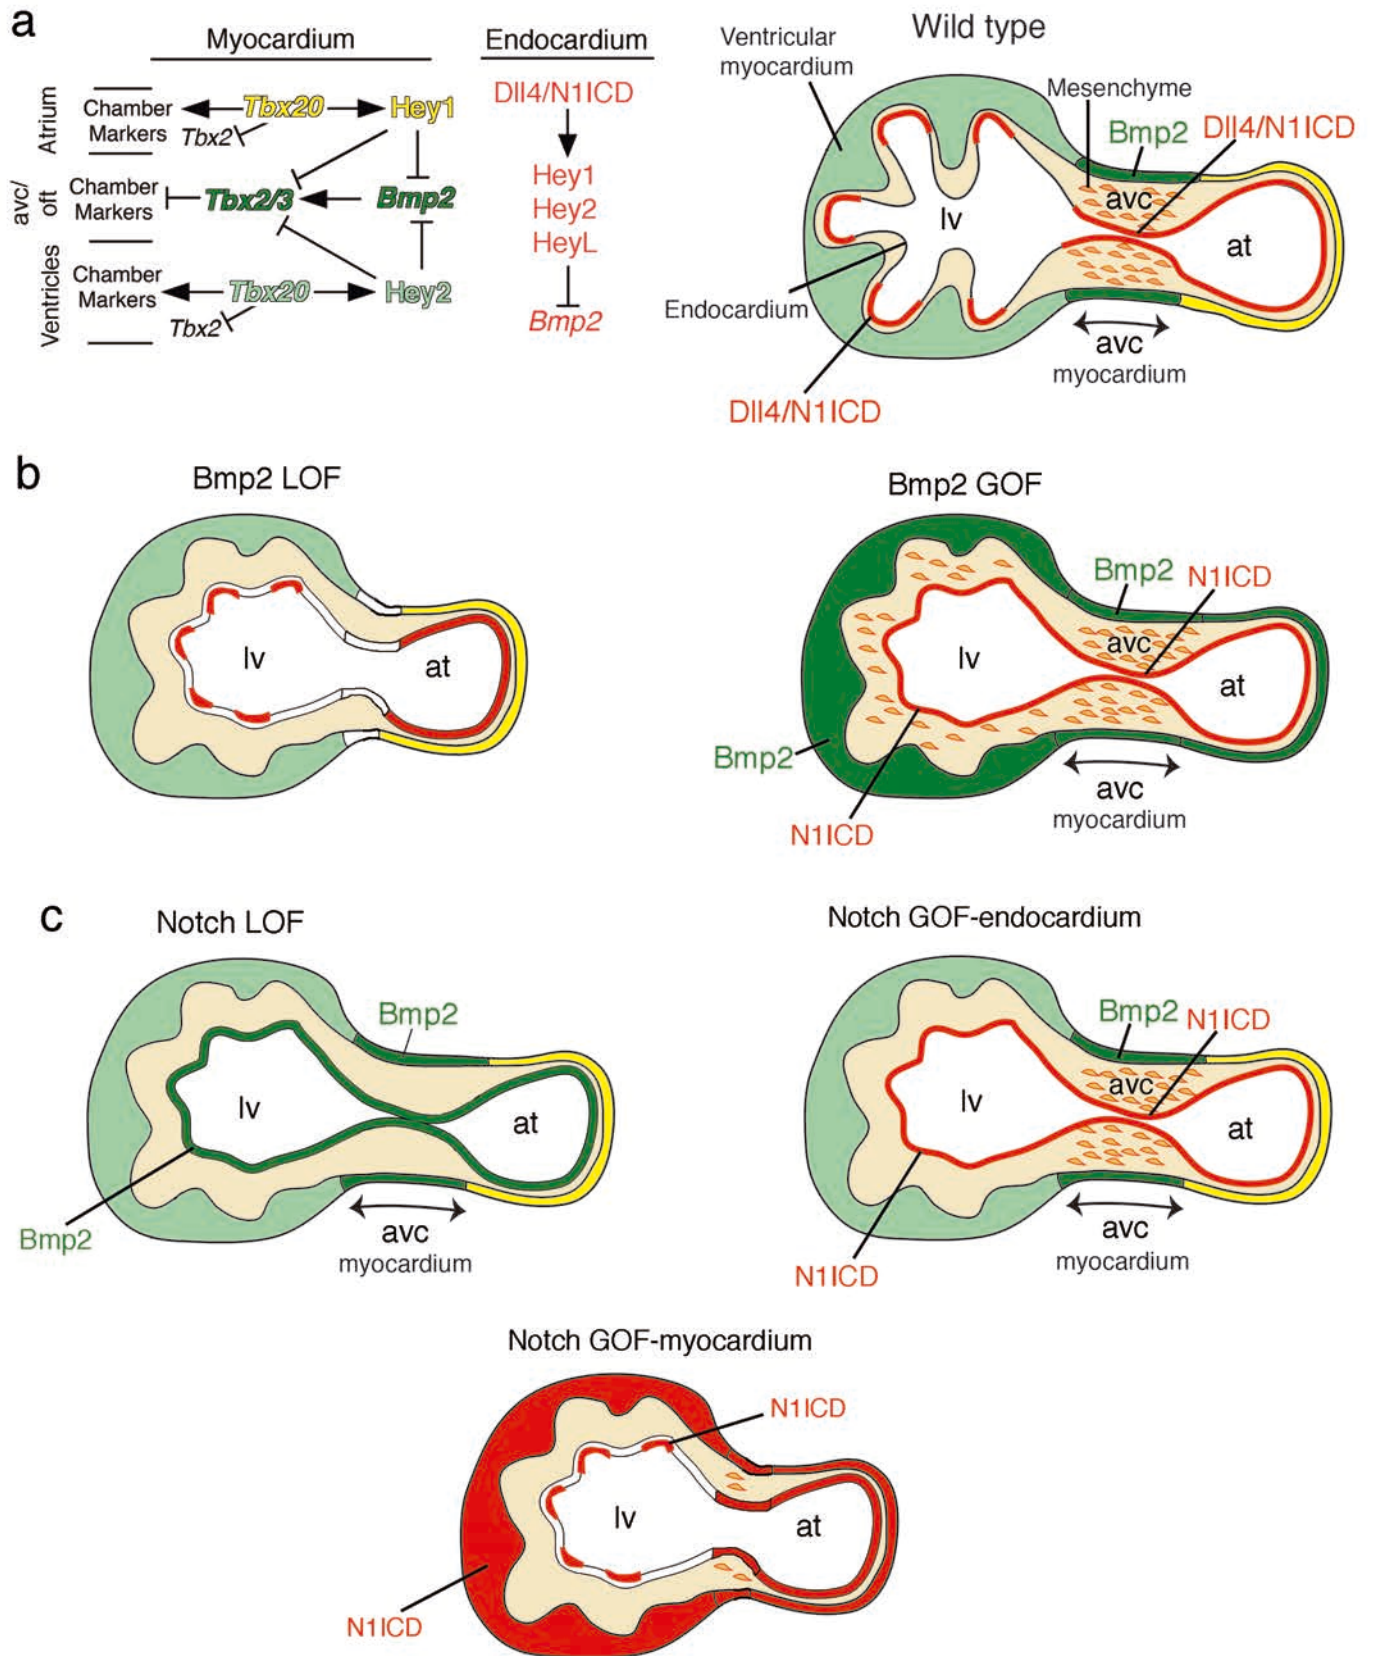 a
Myocardium
Endocardium
Atrium
Chamber
Markers
Tbx20
Hey1
Tbx2
avc/
oft
Chamber
Markers
Tbx2/3
Bmp2
Ventricles
Chamber
Markers
Tbx20
Hey2
Tbx2
Dll4/N1ICD
Hey1
Hey2
HeyL
Bmp2
Wild type
Ventricular
myocardium
Mesenchyme
Bmp2
Dll4/N1ICD
avc
lv
at
Endocardium
avc
myocardium
Dll4/N1ICD
b
Bmp2 LOF
lv
at
Bmp2 GOF
Bmp2
N1ICD
avc
lv
at
Bmp2
avc
myocardium
N1ICD
c
Notch LOF
Bmp2
lv
at
Bmp2
avc
myocardium
Notch GOF-endocardium
Bmp2
N1ICD
avc
lv
at
avc
myocardium
N1ICD
Notch GOF-myocardium
N1ICD
lv
at
N1ICD